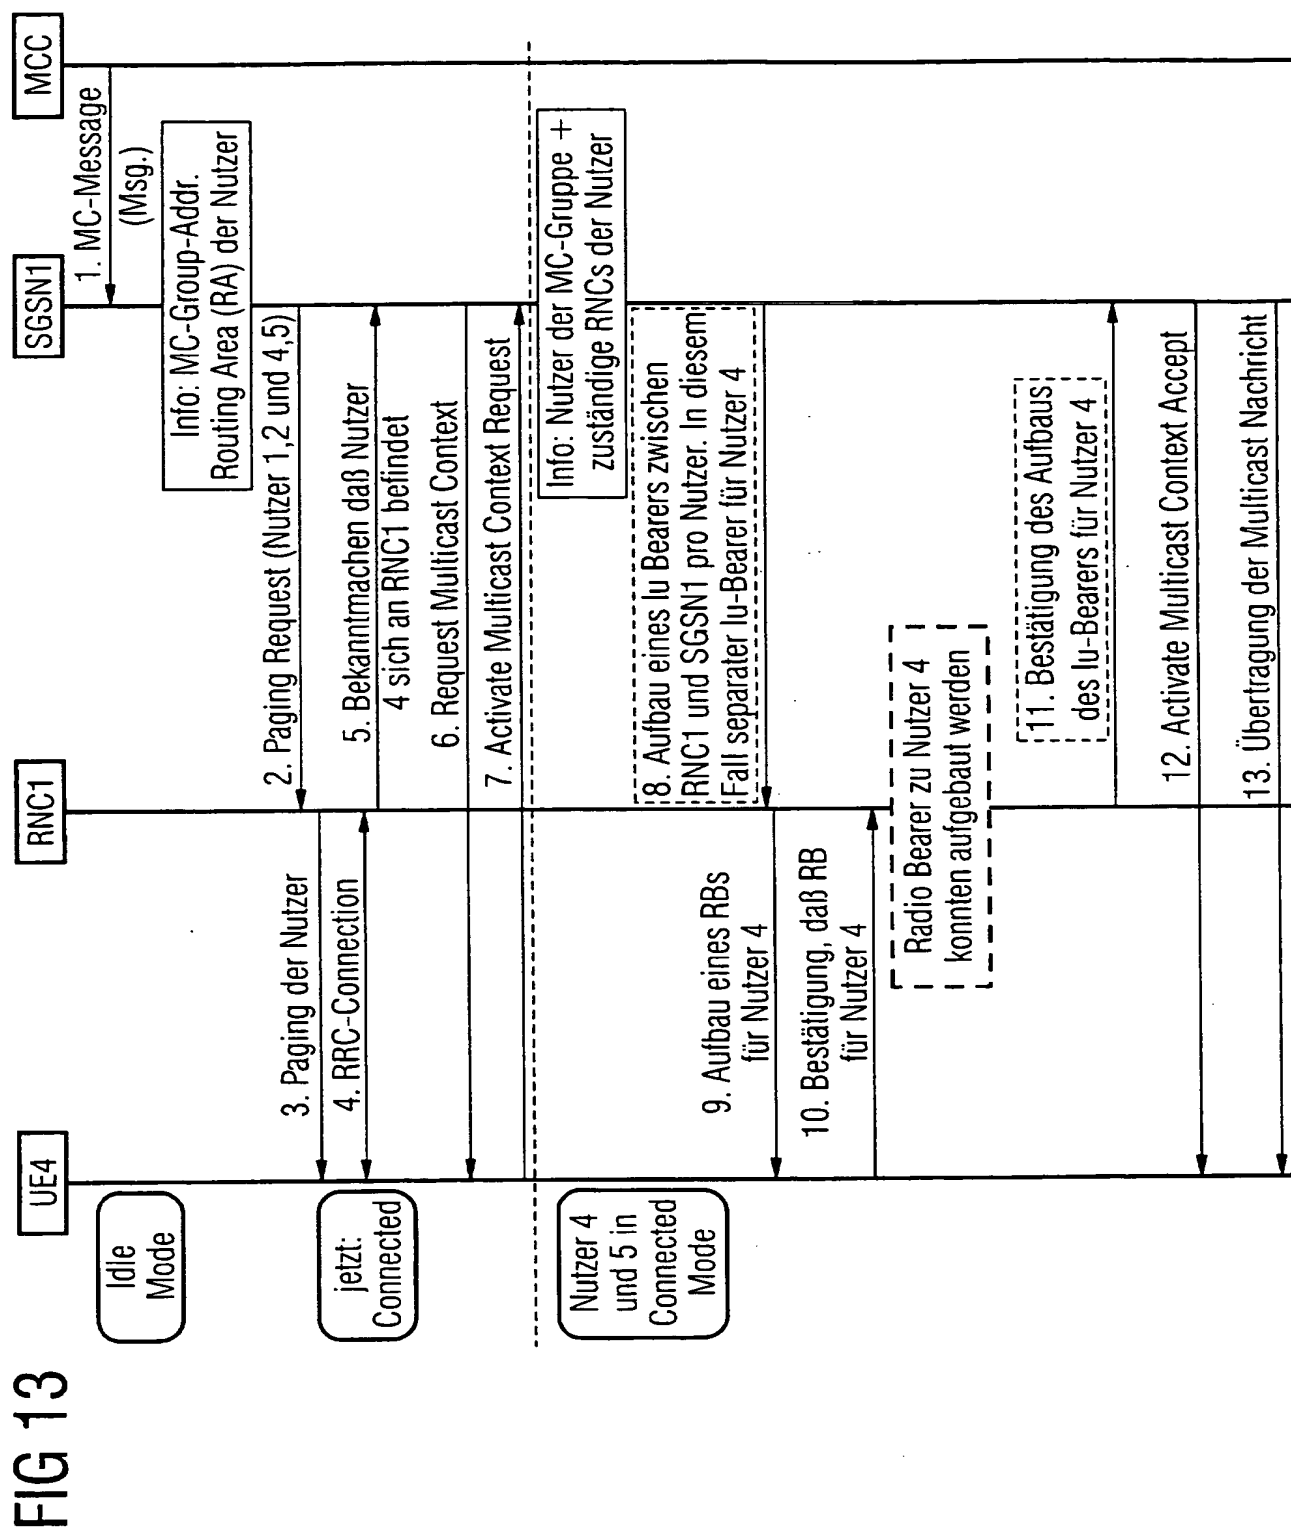 FIG 13
UE4
RNC1
SGSN1
MCC
Idle
Mode
1. MC-Message
(Msg.)
Info: MC-Group-Addr.
Routing Area (RA) der Nutzer
2. Paging Request (Nutzer 1,2 und 4,5)
3. Paging der Nutzer
jetzt:
Connected
4. RRC-Connection
5. Bekanntmachen daß Nutzer
4 sich an RNC1 befindet
6. Request Multicast Context
7. Activate Multicast Context Request
Nutzer 4
und 5 in
Connected
Mode
Info: Nutzer der MC-Gruppe +
zuständige RNCs der Nutzer
8. Aufbau eines Iu Bearers zwischen
RNC1 und SGSN1 pro Nutzer. In diesem
Fall separater Iu-Bearer für Nutzer 4
9. Aufbau eines RBs
für Nutzer 4
10. Bestätigung, daß RB
für Nutzer 4
Radio Bearer zu Nutzer 4
konnten aufgebaut werden
11. Bestätigung des Aufbaus
des Iu-Bearers für Nutzer 4
12. Activate Multicast Context Accept
13. Übertragung der Multicast Nachricht